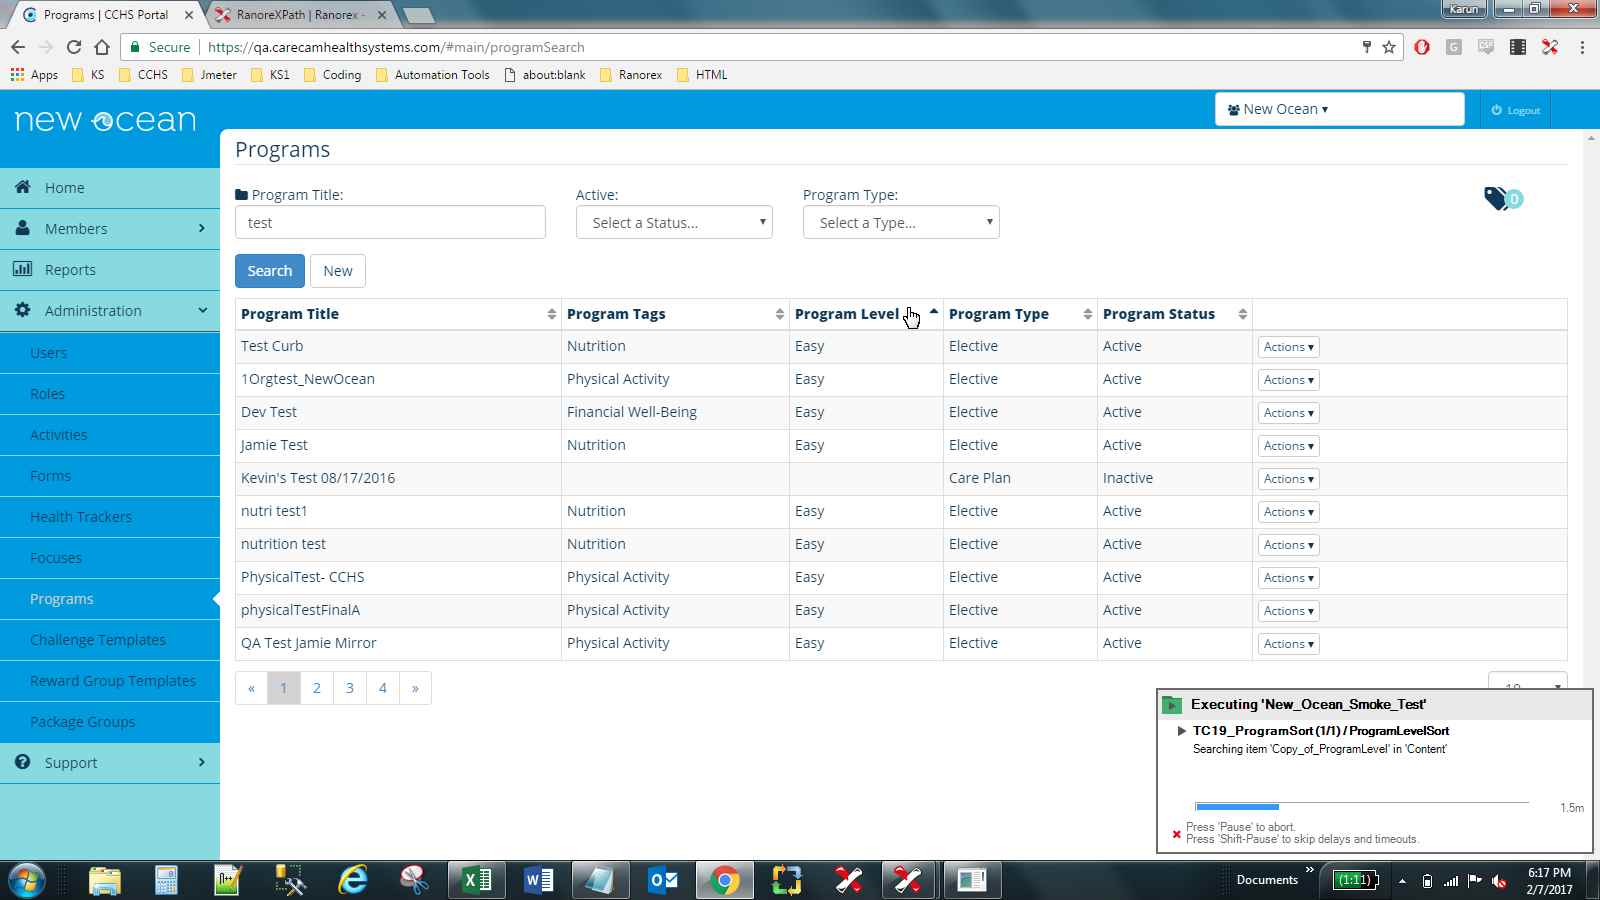 Programs | CCHS Portal
RanoreXPath | Ranorex -
Karun
Secure
https://qa.carecamhealthsystems.com/#main/programSearch
Apps KS CCHS Jmeter KS1 Coding Automation Tools about:blank Ranorex HTML
new ocean
New Ocean ▾
Logout
Home
Members
Reports
Administration
Users
Roles
Activities
Forms
Health Trackers
Focuses
Programs
Challenge Templates
Reward Group Templates
Package Groups
Support
Programs
Program Title: Active: Program Type:
test Select a Status... Select a Type...
0
Search New
Program Title Program Tags Program Level Program Type Program Status
Test Curb Nutrition Easy Elective Active Actions ▾
1Orgtest_NewOcean Physical Activity Easy Elective Active Actions ▾
Dev Test Financial Well-Being Easy Elective Active Actions ▾
Jamie Test Nutrition Easy Elective Active Actions ▾
Kevin's Test 08/17/2016 Care Plan Inactive Actions ▾
nutri test1 Nutrition Easy Elective Active Actions ▾
nutrition test Nutrition Easy Elective Active Actions ▾
PhysicalTest- CCHS Physical Activity Easy Elective Active Actions ▾
physicalTestFinalA Physical Activity Easy Elective Active Actions ▾
QA Test Jamie Mirror Physical Activity Easy Elective Active Actions ▾
« 1 2 3 4 »
Executing 'New_Ocean_Smoke_Test'
TC19_ProgramSort (1/1) / ProgramLevelSort
Searching item 'Copy_of_ProgramLevel' in 'Content'
1.5m
Press 'Pause' to abort.
Press 'Shift-Pause' to skip delays and timeouts.
Documents »
(1:11)
6:17 PM
2/7/2017